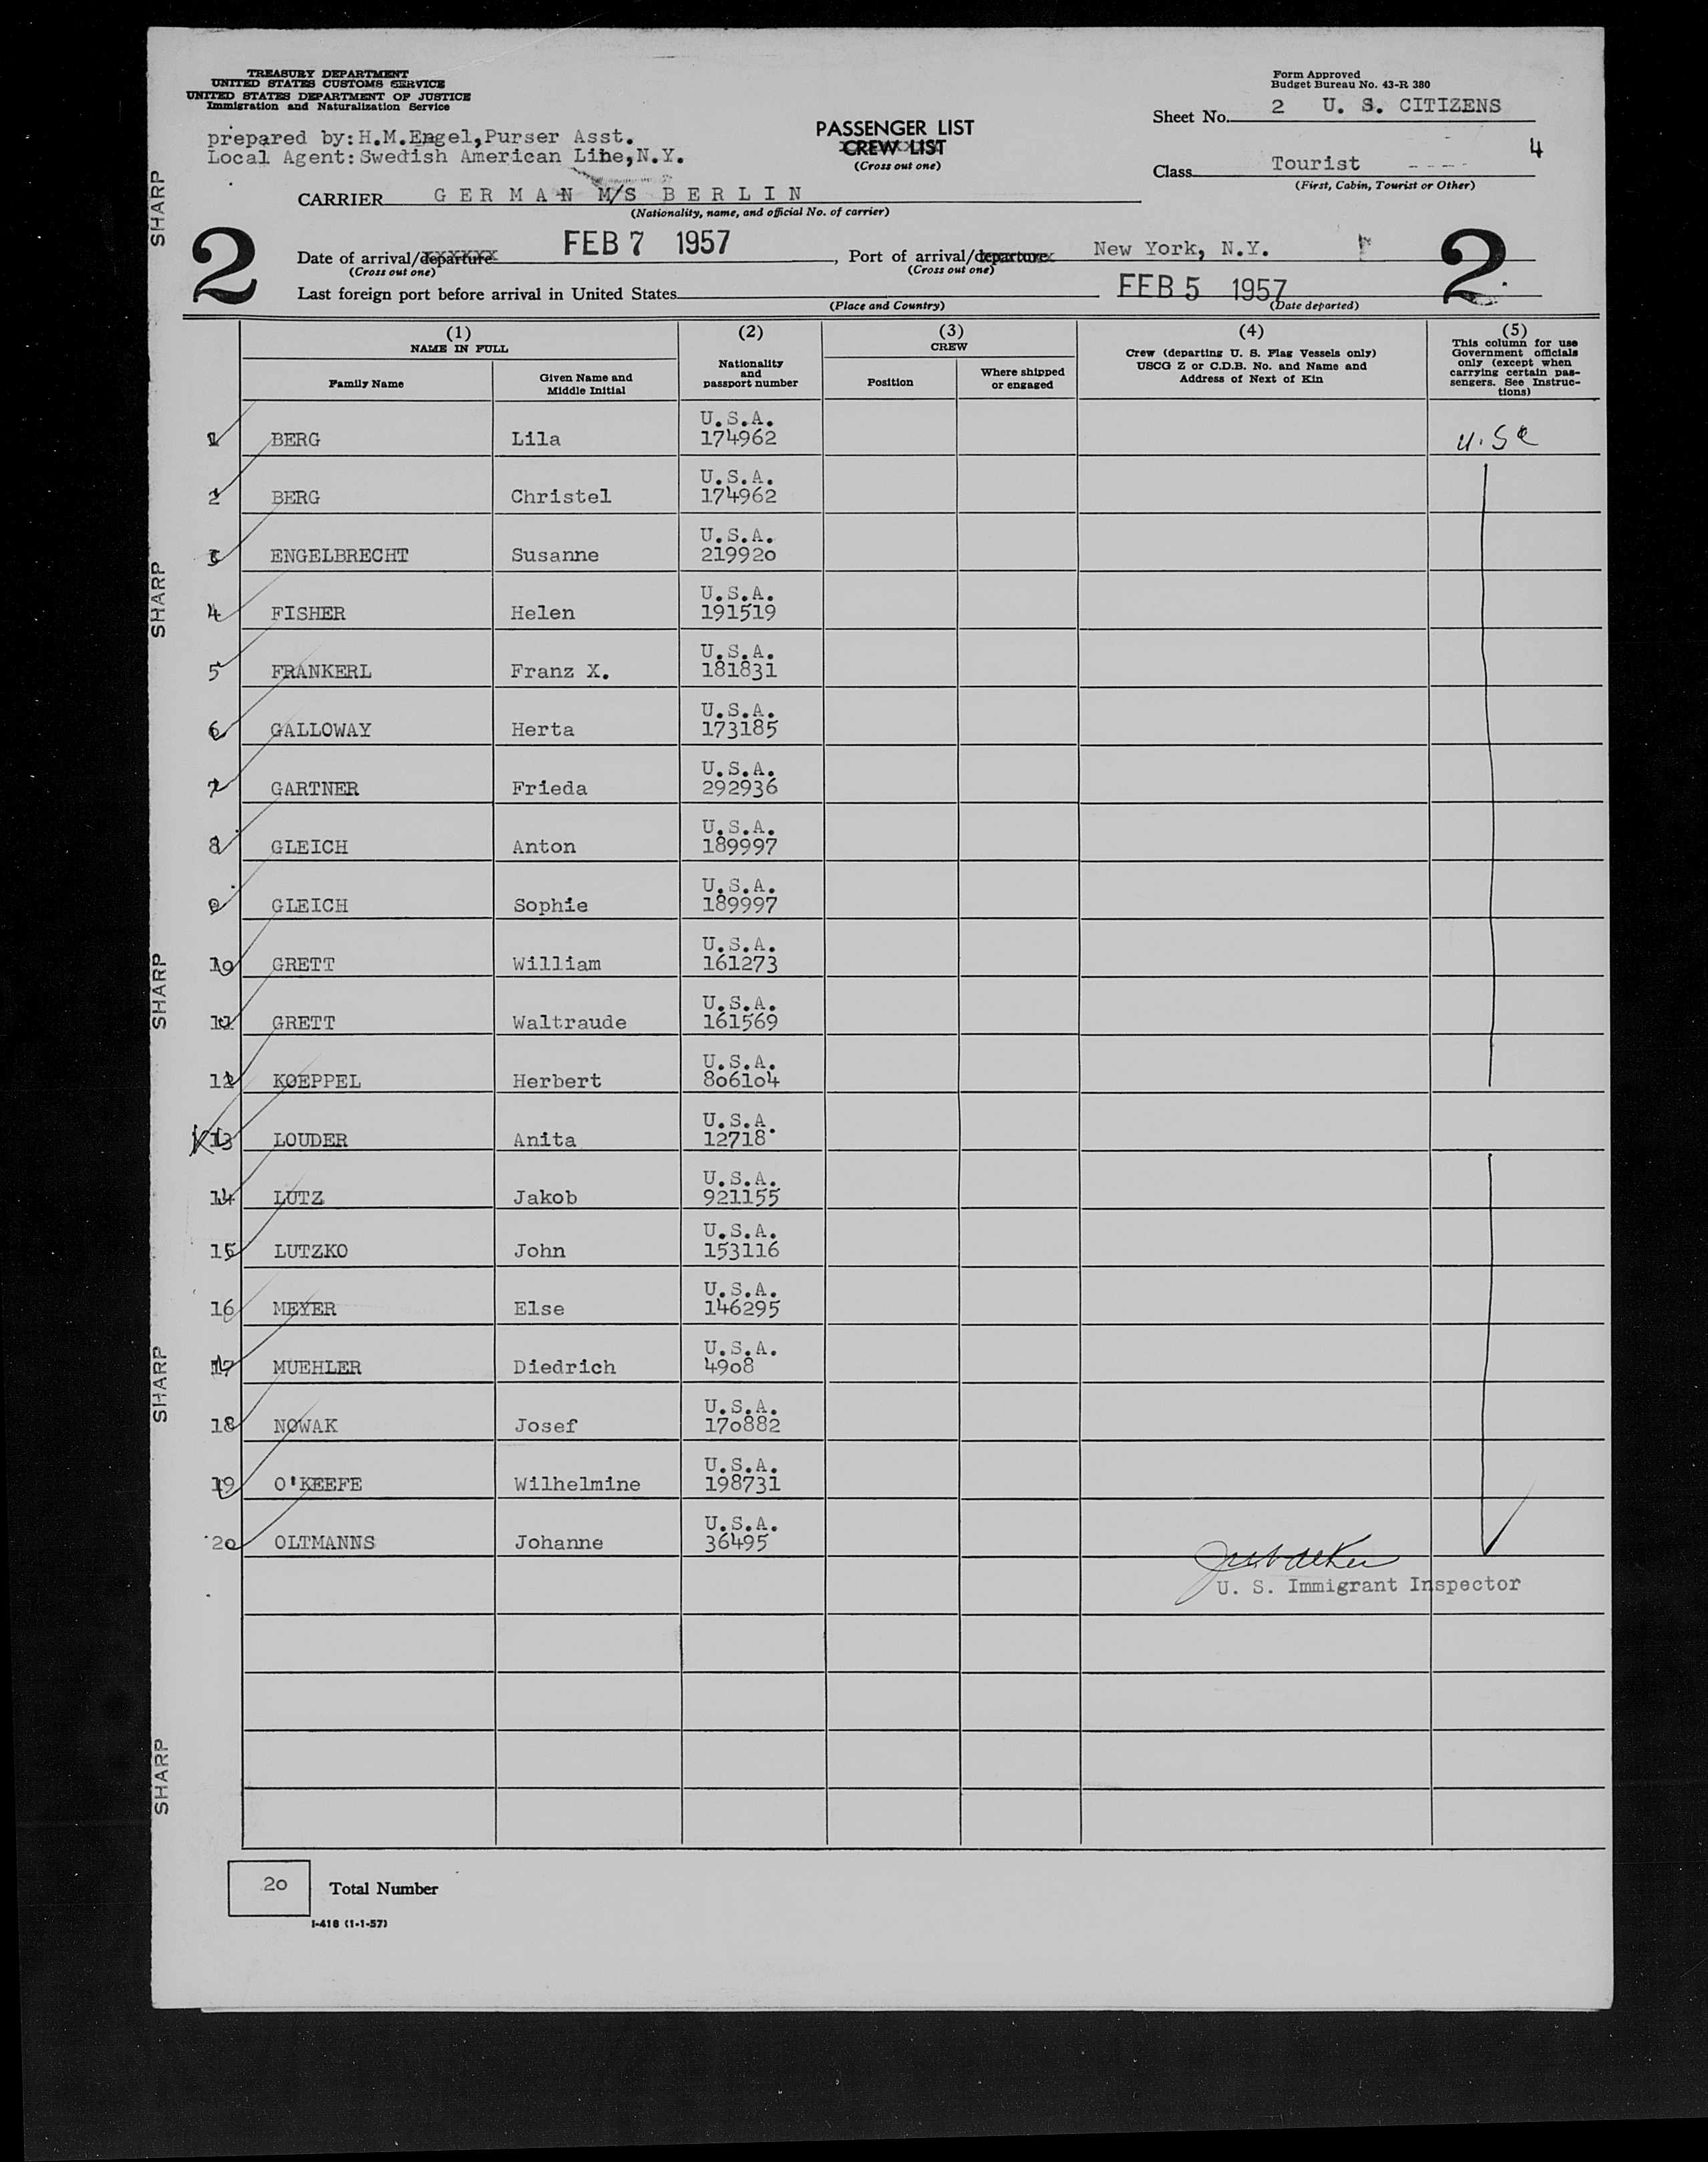 TREASURY DEPARTMENT
UNITED STATES CUSTOMS SERVICE
UNITED STATES DEPARTMENT OF JUSTICE
Immigration and Naturalization Service
Form Approved
Budget Bureau No. 43-R 380
Sheet No. 2 U. S. CITIZENS
prepared by: H.M.Engel,Purser Asst.
Local Agent: Swedish American Line,N.Y.
PASSENGER LIST
CREW LIST
(Cross out one)
4
Class Tourist
(First, Cabin, Tourist or Other)
CARRIER GERMAN M/S BERLIN
(Nationality, name, and official No. of carrier)
2
Date of arrival/departure FEB 7 1957, Port of arrival/departure New York, N.Y.
(Cross out one) (Cross out one)
2
Last foreign port before arrival in United States FEB 5 1957
(Place and Country) (Date departed)
(1) (2) (3) (4) (5)
NAME IN FULL
Family Name
Given Name and
Middle Initial
Nationality
and
passport number
CREW
Position
Where shipped
or engaged
Crew (departing U. S. Flag Vessels only)
USCG Z or C.D.B. No. and Name and
Address of Next of Kin
This column for use
Government officials
only (except when
carrying certain pas-
sengers. See Instruc-
tions)
U.S.A.
1 BERG Lila 174962 U.SC
U.S.A.
2 BERG Christel 174962
U.S.A.
3 ENGELBRECHT Susanne 219920
U.S.A.
4 FISHER Helen 191519
U.S.A.
5 FRANKERL Franz X. 181831
U.S.A.
6 GALLOWAY Herta 173185
U.S.A.
7 GARTNER Frieda 292936
U.S.A.
8 GLEICH Anton 189997
U.S.A.
9 GLEICH Sophie 189997
U.S.A.
10 GRETT William 161273
U.S.A.
11 GRETT Waltraude 161569
U.S.A.
12 KOEPPEL Herbert 806104
U.S.A.
13 LOUDER Anita 12718
U.S.A.
14 LUTZ Jakob 921155
U.S.A.
15 LUTZKO John 153116
U.S.A.
16 MEYER Else 146295
U.S.A.
17 MUEHLER Diedrich 4908
U.S.A.
18 NOWAK Josef 170882
U.S.A.
19 O'KEEFE Wilhelmine 198731
U.S.A.
20 OLTMANNS Johanne 36495
U. S. Immigrant Inspector
20 Total Number
I-418 (1-1-57)
SHARP
SHARP
SHARP
SHARP
SHARP